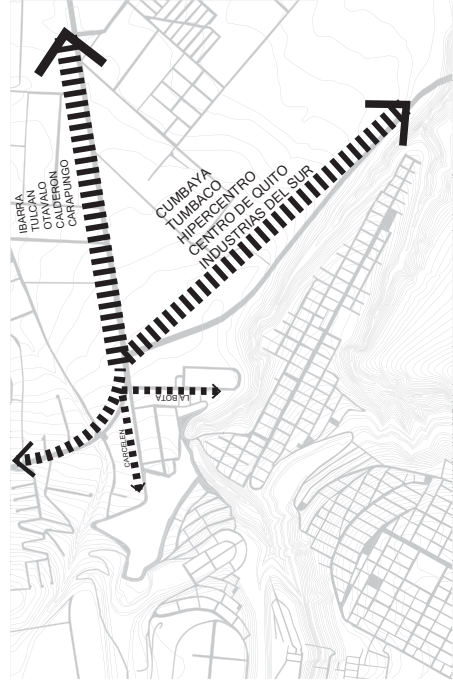 IBARRA
TULCAN
OTAVALO
CALDERON
CARAPUNGO
CUMBAYA
TUMBACO
HIPERCENTRO
CENTRO DE QUITO
INDUSTRIAS DEL SUR
LA BOTA
CARCELEN